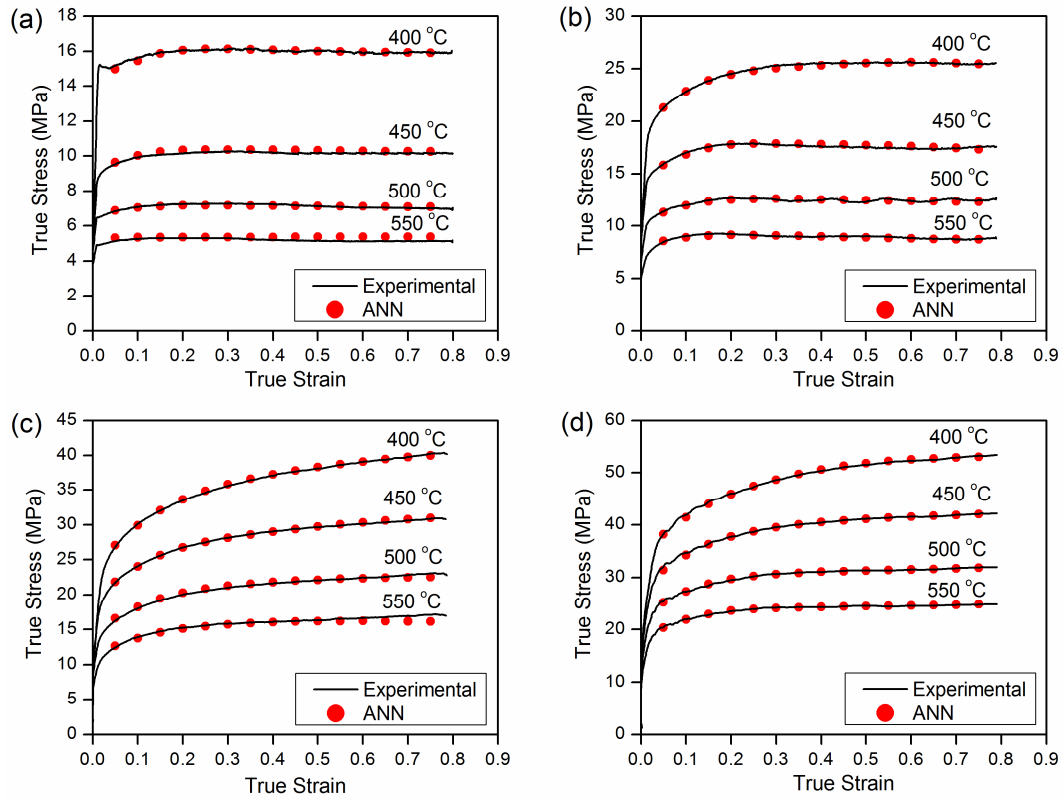 (a)
True Stress (MPa)
18
16
14
12
10
8
6
4
2
0
400 °C
450 °C
500 °C
550 °C
Experimental
ANN
0.0 0.1 0.2 0.3 0.4 0.5 0.6 0.7 0.8 0.9
True Strain
(b)
True Stress (MPa)
30
25
20
15
10
5
0
400 °C
450 °C
500 °C
550 °C
Experimental
ANN
0.0 0.1 0.2 0.3 0.4 0.5 0.6 0.7 0.8 0.9
True Strain
(c)
True Stress (MPa)
45
40
35
30
25
20
15
10
5
0
400 °C
450 °C
500 °C
550 °C
Experimental
ANN
0.0 0.1 0.2 0.3 0.4 0.5 0.6 0.7 0.8 0.9
True Strain
(d)
True Stress (MPa)
60
50
40
30
20
10
0
400 °C
450 °C
500 °C
550 °C
Experimental
ANN
0.0 0.1 0.2 0.3 0.4 0.5 0.6 0.7 0.8 0.9
True Strain